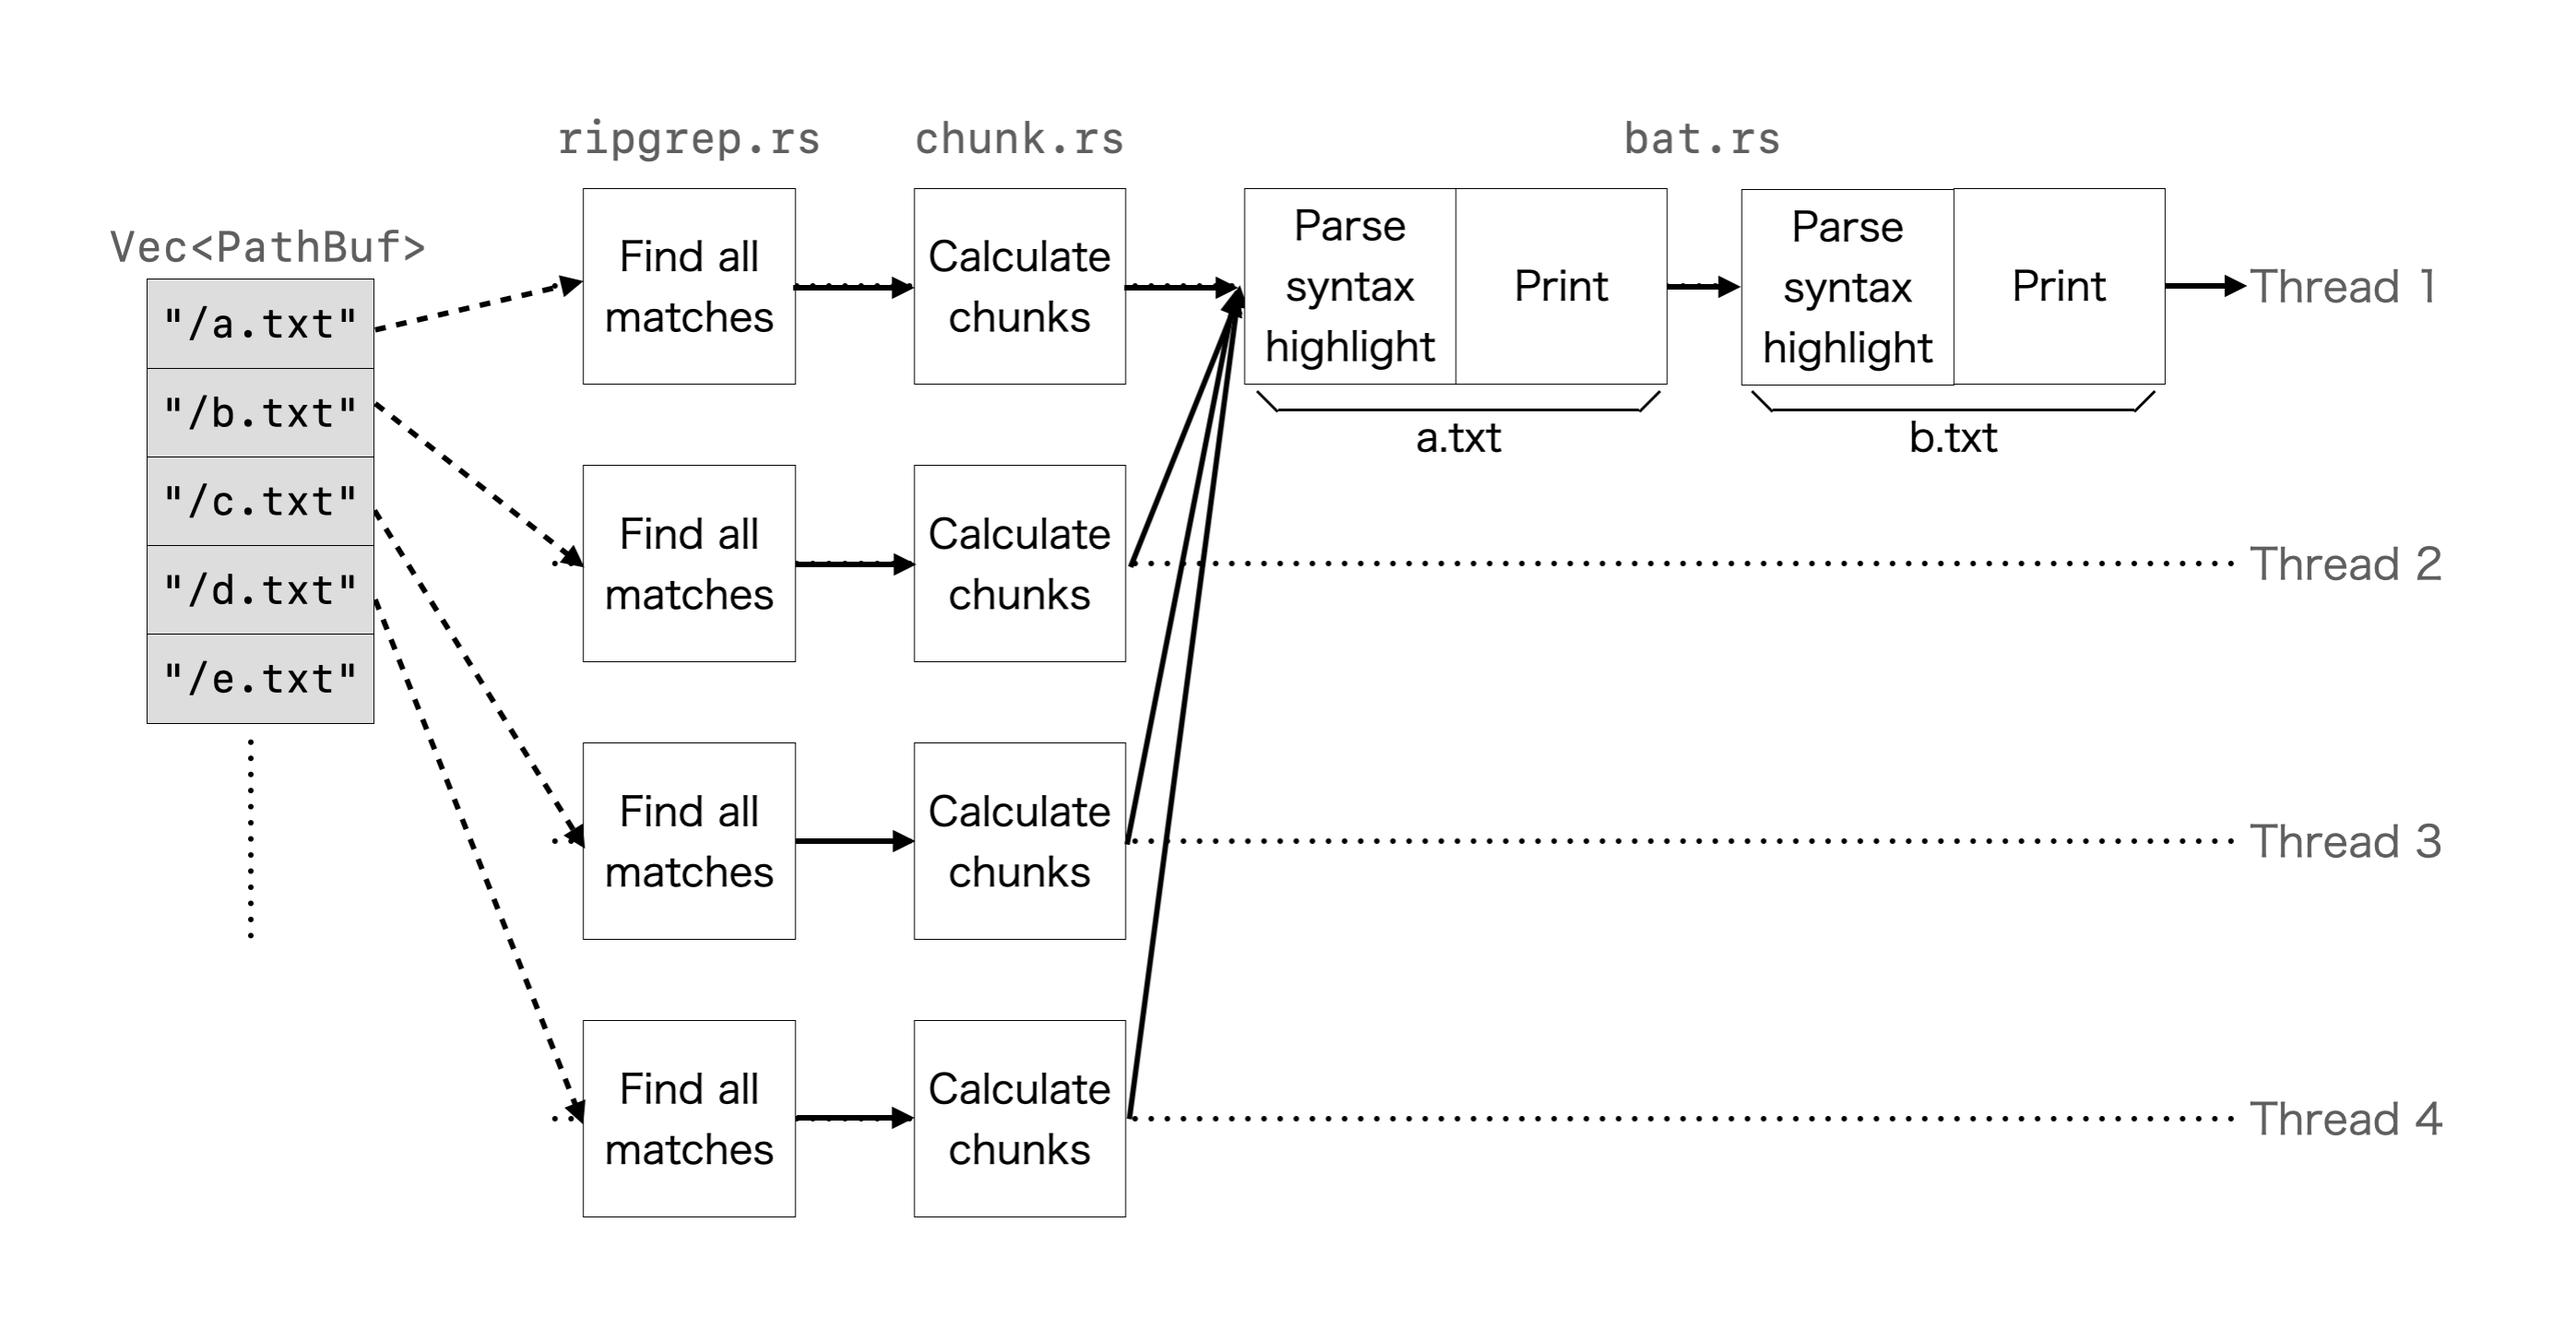 ripgrep.rs
chunk.rs
bat.rs
Vec<PathBuf>
"/a.txt"
"/b.txt"
"/c.txt"
"/d.txt"
"/e.txt"
Find all
matches
Calculate
chunks
Parse
syntax
highlight
Print
Parse
syntax
highlight
Print
Thread 1
a.txt
b.txt
Find all
matches
Calculate
chunks
Thread 2
Find all
matches
Calculate
chunks
Thread 3
Find all
matches
Calculate
chunks
Thread 4